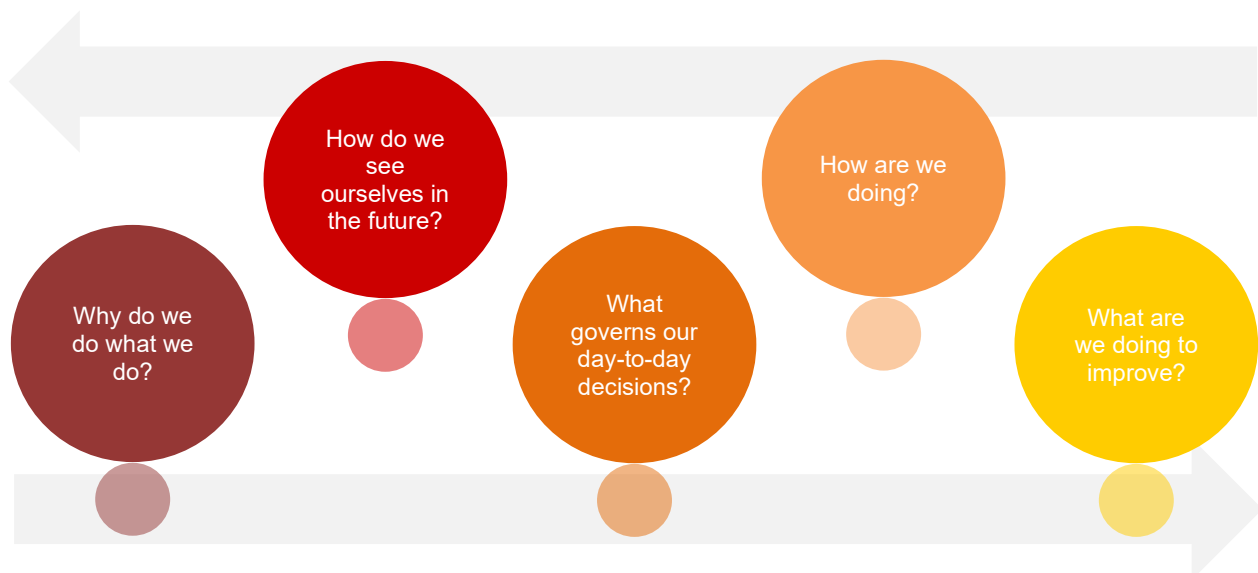 Why do we
do what we
do?
How do we
see
ourselves in
the future?
What
governs our
day-to-day
decisions?
How are we
doing?
What are
we doing to
improve?